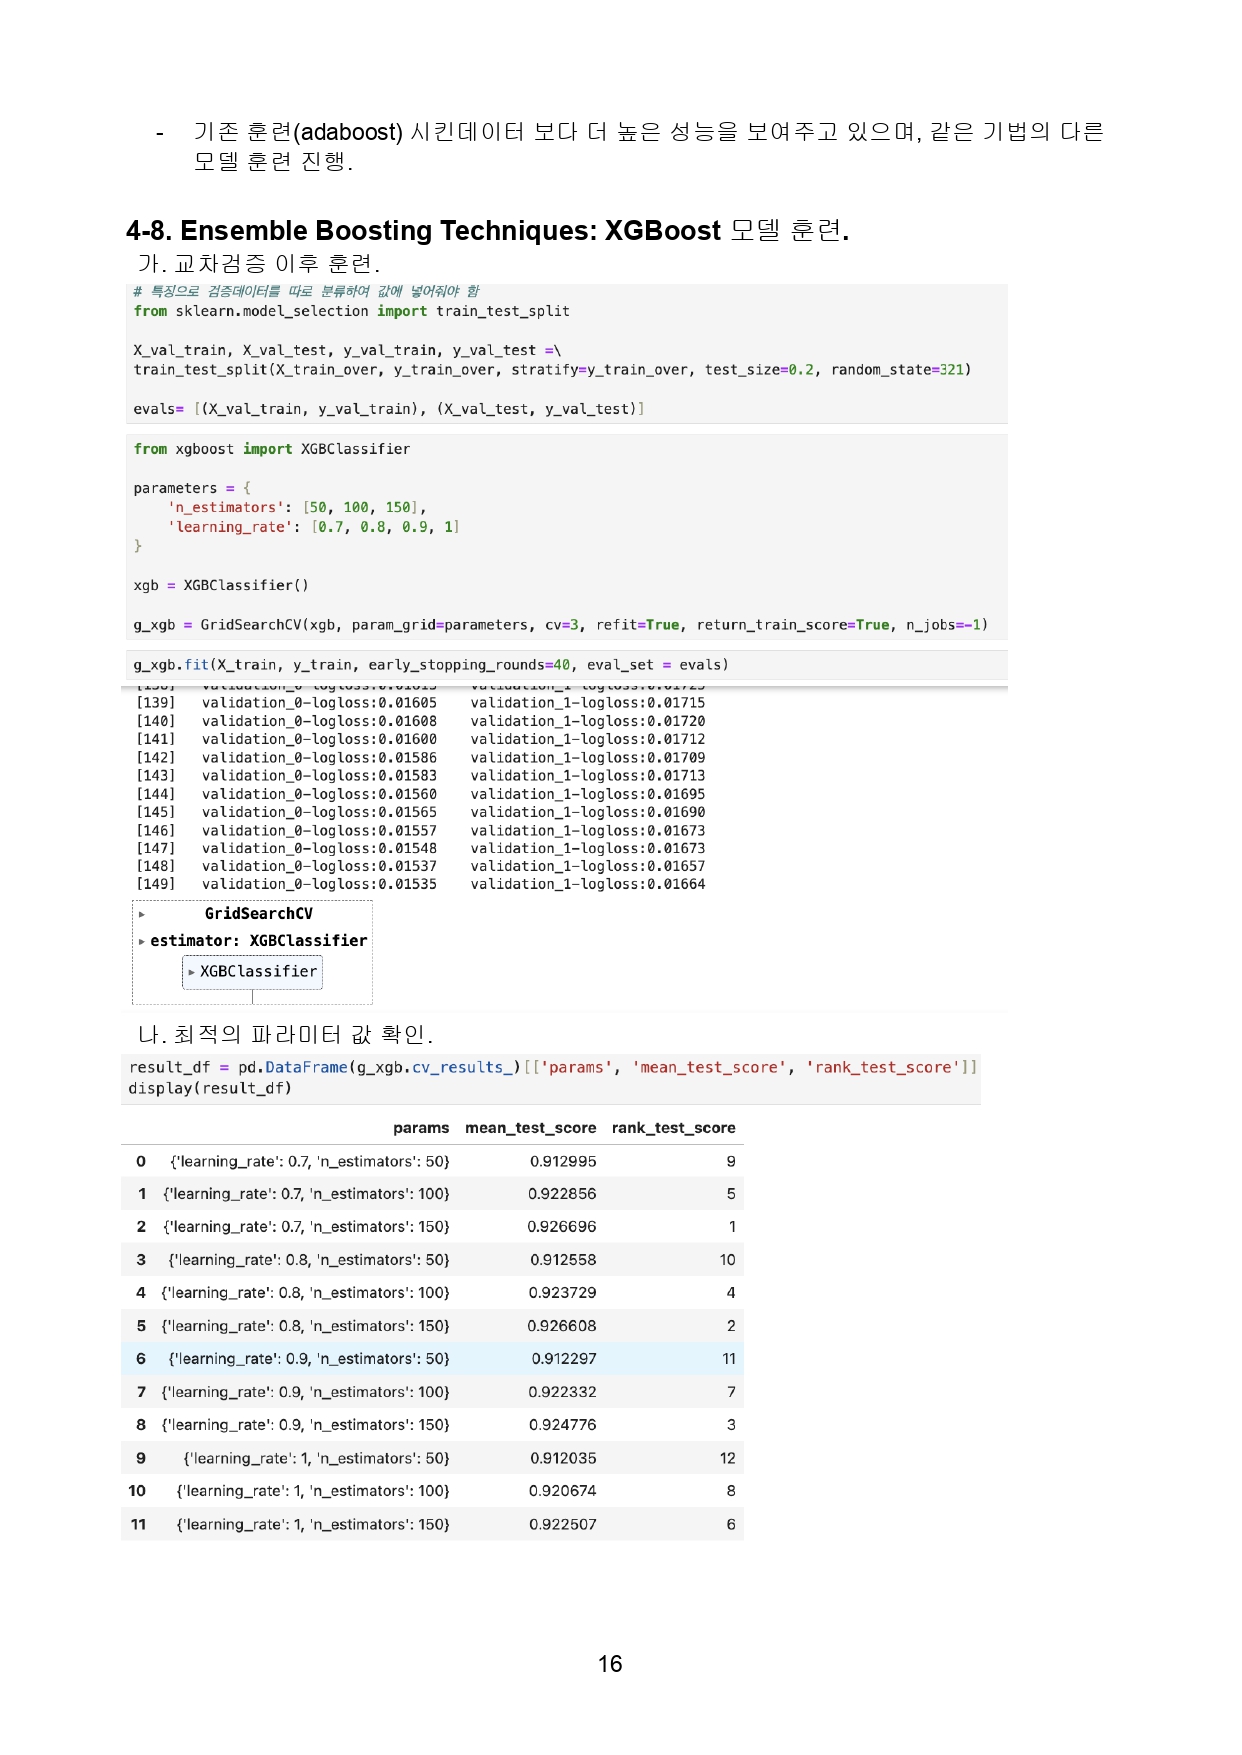 - 기존 훈련(adaboost) 시킨데이터 보다 더 높은 성능을 보여주고 있으며, 같은 기법의 다른
모델 훈련 진행.
4-8. Ensemble Boosting Techniques: XGBoost 모델 훈련.
가. 교차검증 이후 훈련.
# 특징으로 검증데이터를 따로 분류하여 값에 넣어줘야 함
from sklearn.model_selection import train_test_split
X_val_train, X_val_test, y_val_train, y_val_test =\
train_test_split(X_train_over, y_train_over, stratify=y_train_over, test_size=0.2, random_state=321)
evals= [(X_val_train, y_val_train), (X_val_test, y_val_test)]
from xgboost import XGBClassifier
parameters = {
'n_estimators': [50, 100, 150],
'learning_rate': [0.7, 0.8, 0.9, 1]
}
xgb = XGBClassifier()
g_xgb = GridSearchCV(xgb, param_grid=parameters, cv=3, refit=True, return_train_score=True, n_jobs=-1)
g_xgb.fit(X_train, y_train, early_stopping_rounds=40, eval_set = evals)
[139] validation_0-logloss:0.01605 validation_1-logloss:0.01715
[140] validation_0-logloss:0.01608 validation_1-logloss:0.01720
[141] validation_0-logloss:0.01600 validation_1-logloss:0.01712
[142] validation_0-logloss:0.01586 validation_1-logloss:0.01709
[143] validation_0-logloss:0.01583 validation_1-logloss:0.01713
[144] validation_0-logloss:0.01560 validation_1-logloss:0.01695
[145] validation_0-logloss:0.01565 validation_1-logloss:0.01690
[146] validation_0-logloss:0.01557 validation_1-logloss:0.01673
[147] validation_0-logloss:0.01548 validation_1-logloss:0.01673
[148] validation_0-logloss:0.01537 validation_1-logloss:0.01657
[149] validation_0-logloss:0.01535 validation_1-logloss:0.01664
▸ GridSearchCV
▸ estimator: XGBClassifier
▸ XGBClassifier
나. 최적의 파라미터 값 확인.
result_df = pd.DataFrame(g_xgb.cv_results_)[['params', 'mean_test_score', 'rank_test_score']]
display(result_df)
params mean_test_score rank_test_score
0 {'learning_rate': 0.7, 'n_estimators': 50} 0.912995 9
1 {'learning_rate': 0.7, 'n_estimators': 100} 0.922856 5
2 {'learning_rate': 0.7, 'n_estimators': 150} 0.926696 1
3 {'learning_rate': 0.8, 'n_estimators': 50} 0.912558 10
4 {'learning_rate': 0.8, 'n_estimators': 100} 0.923729 4
5 {'learning_rate': 0.8, 'n_estimators': 150} 0.926608 2
6 {'learning_rate': 0.9, 'n_estimators': 50} 0.912297 11
7 {'learning_rate': 0.9, 'n_estimators': 100} 0.922332 7
8 {'learning_rate': 0.9, 'n_estimators': 150} 0.924776 3
9 {'learning_rate': 1, 'n_estimators': 50} 0.912035 12
10 {'learning_rate': 1, 'n_estimators': 100} 0.920674 8
11 {'learning_rate': 1, 'n_estimators': 150} 0.922507 6
16